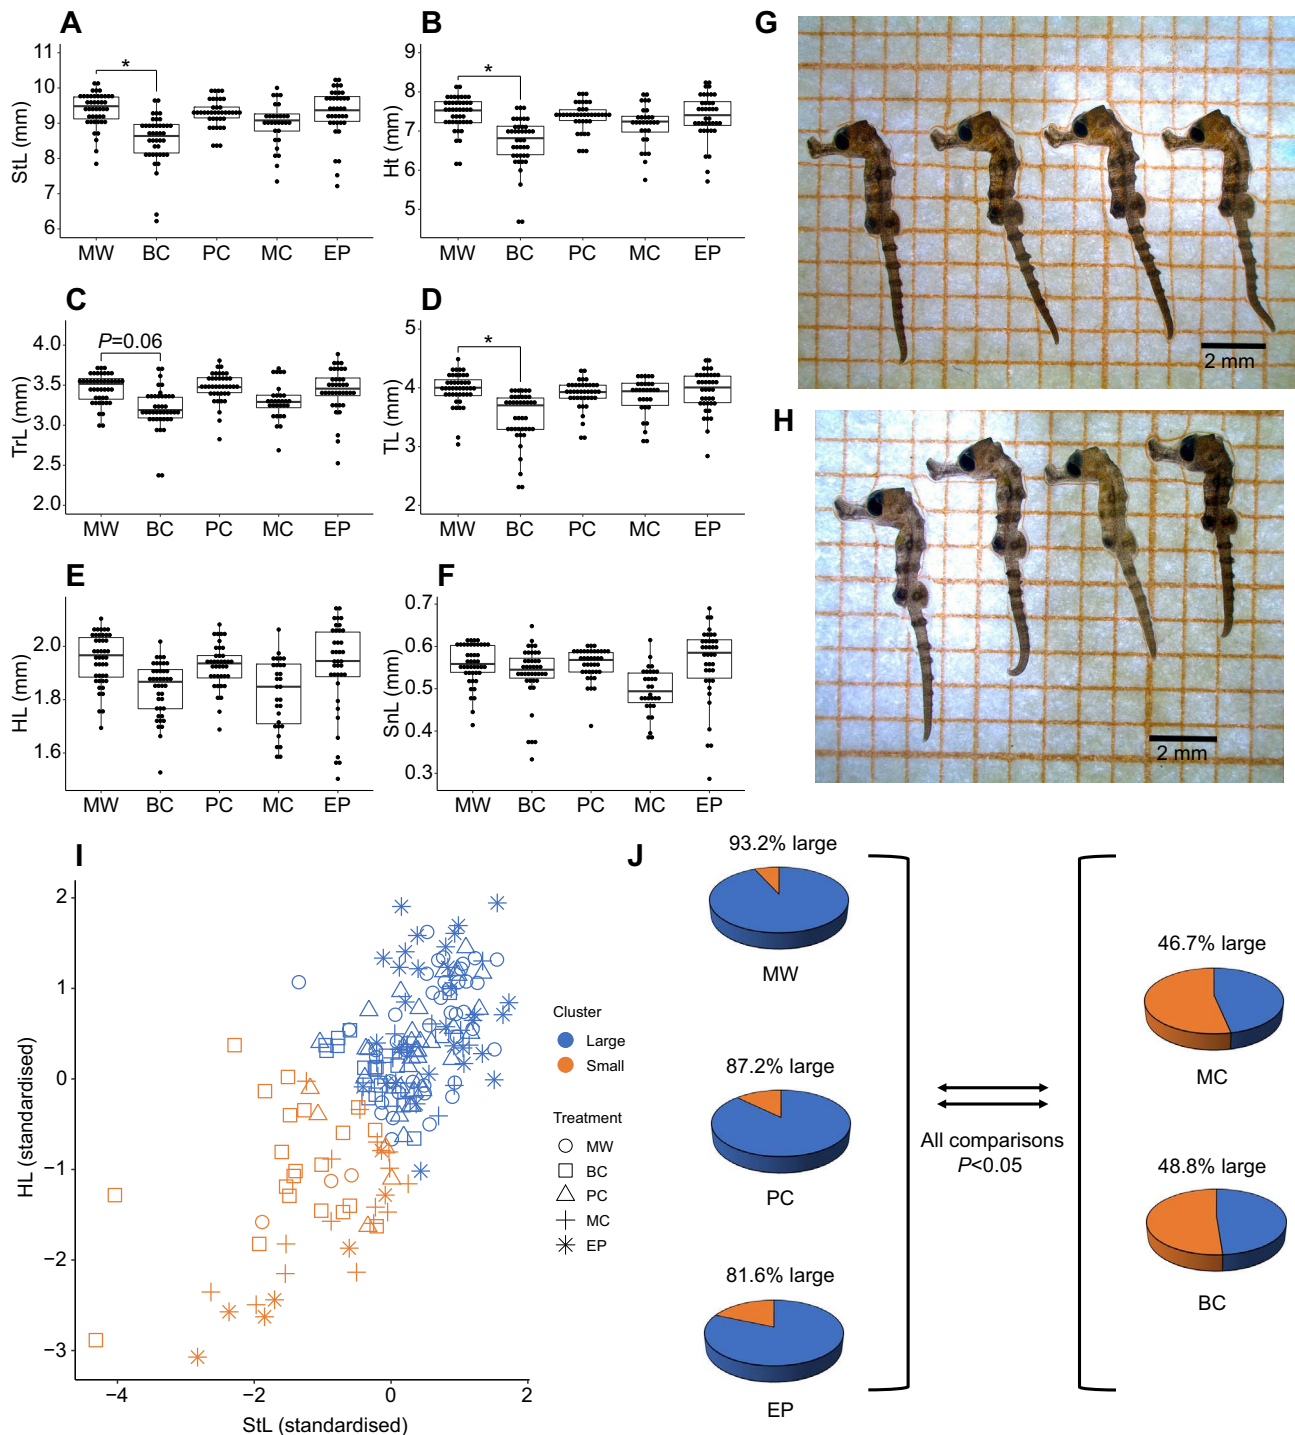 A
StL (mm)
11
10
9
8
7
6
*
MW BC PC MC EP
B
Ht (mm)
9
8
7
6
5
*
MW BC PC MC EP
C
TrL (mm)
4.0
3.5
3.0
2.5
2.0
P=0.06
MW BC PC MC EP
D
TL (mm)
5
4
3
2
*
MW BC PC MC EP
E
HL (mm)
2.0
1.8
1.6
MW BC PC MC EP
F
SnL (mm)
0.7
0.6
0.5
0.4
0.3
MW BC PC MC EP
G
2 mm
H
2 mm
I
HL (standardised)
2
1
0
−1
−2
−3
−4 −2 0 2
StL (standardised)
Cluster
Large
Small
Treatment
MW
BC
PC
MC
EP
J
93.2% large
MW
87.2% large
PC
81.6% large
EP
All comparisons
P<0.05
46.7% large
MC
48.8% large
BC